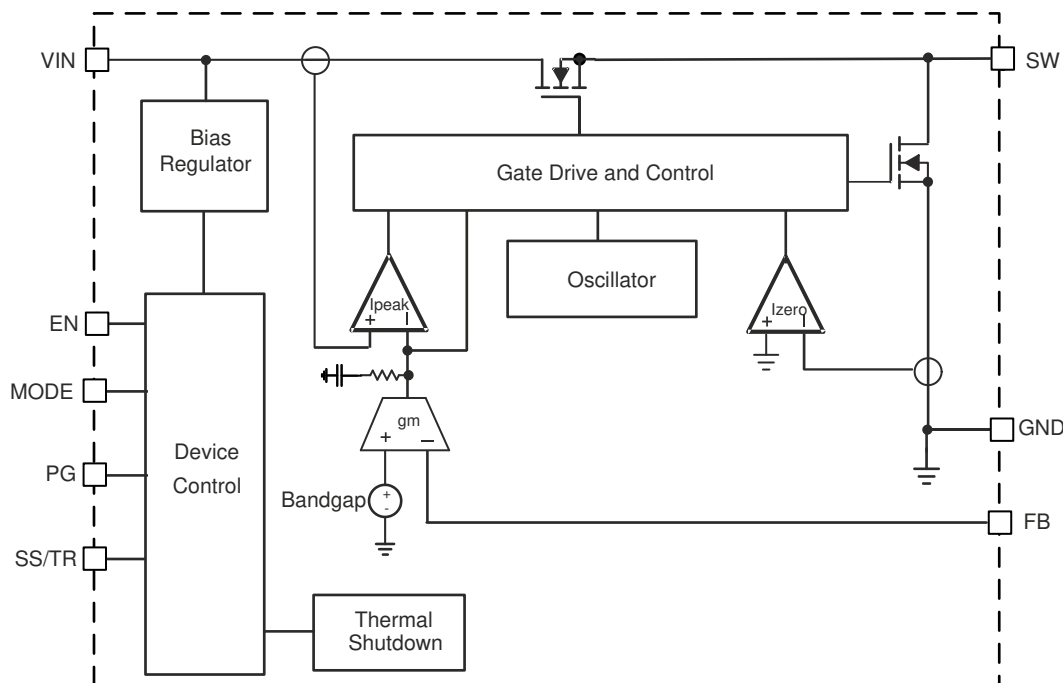 VIN
SW
Bias
Regulator
Gate Drive and Control
Oscillator
Ipeak
+
Izero
+
EN
MODE
gm
+
–
GND
Device
Control
PG
Bandgap
+
-
FB
SS/TR
Thermal
Shutdown